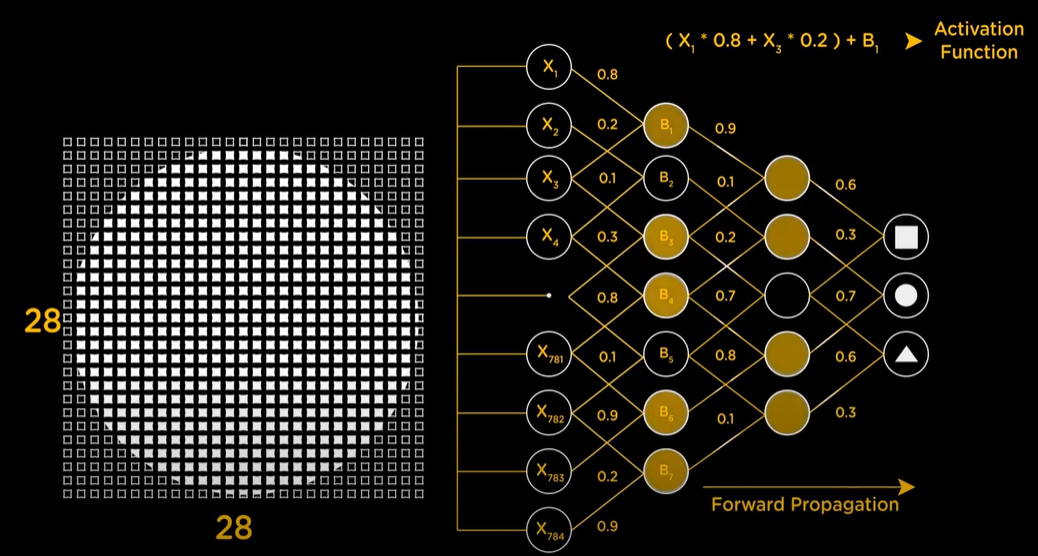 ( X₁ * 0.8 + X₃ * 0.2 ) + B₁
Activation
Function
X₁
0.8
X₂
0.2
B₁
0.9
X₃
0.1
B₂
0.1
0.6
X₄
0.3
B₃
0.2
0.3
28
0.8
B₄
0.7
0.7
X₇₈₁
0.1
B₅
0.8
0.6
X₇₈₂
0.9
B₆
0.1
0.3
X₇₈₃
0.2
B₇
Forward Propagation
X₇₈₄
0.9
28